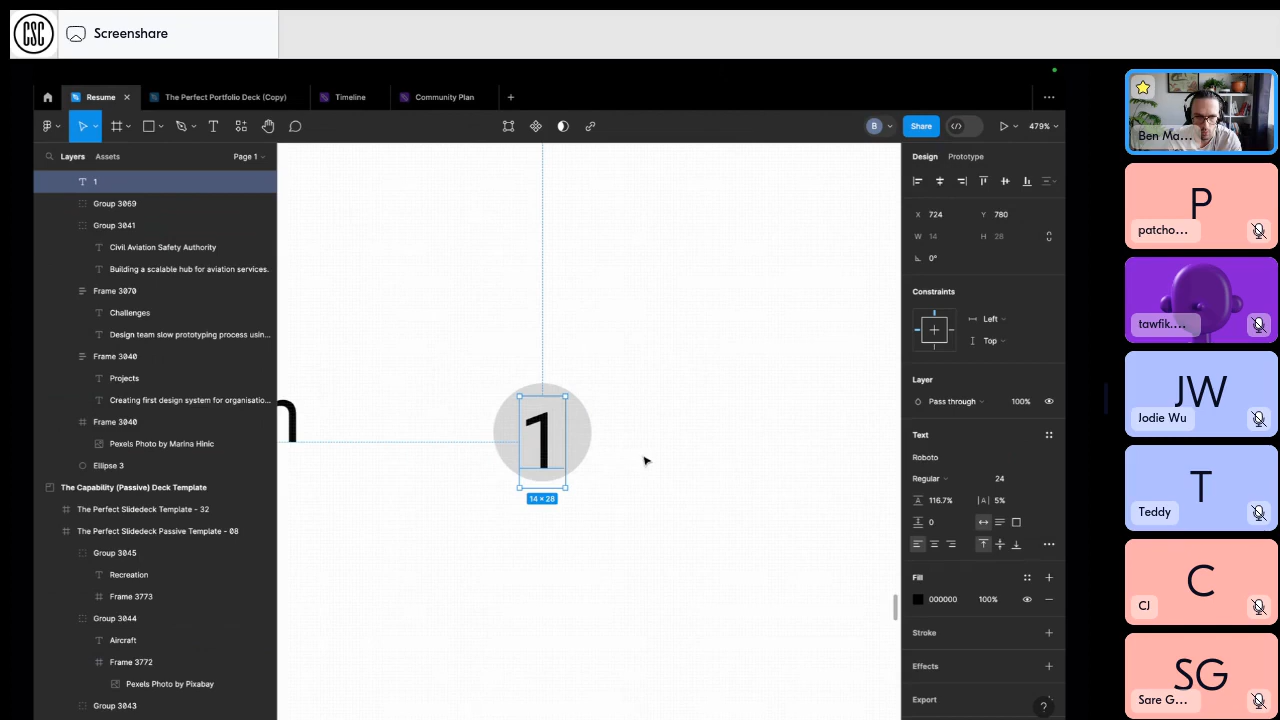 CSC
Screenshare
Resume
The Perfect Portfolio Deck (Copy)
Timeline
Community Plan
B
Share
479%
Layers
Assets
Page 1
1
Group 3069
Group 3041
Civil Aviation Safety Authority
Building a scalable hub for aviation services.
Frame 3070
Challenges
Design team slow prototyping process usin...
Frame 3040
Projects
Creating first design system for organisatio...
Frame 3040
Pexels Photo by Marina Hinic
Ellipse 3
The Capability (Passive) Deck Template
The Perfect Slidedeck Template - 32
The Perfect Slidedeck Passive Template - 08
Group 3045
Recreation
Frame 3773
Group 3044
Aircraft
Frame 3772
Pexels Photo by Pixabay
Group 3043
n
1
14 × 28
Design
Prototype
X 724
Y 780
W 14
H 28
0°
Constraints
Left
Top
Layer
Pass through
100%
Text
Roboto
Regular
24
116.7%
|A| 5%
0
Fill
000000
100%
Stroke
Effects
Export
?
Ben Ma...
P
patcho...
tawfik....
JW
Jodie Wu
T
Teddy
C
CJ
SG
Sare G...